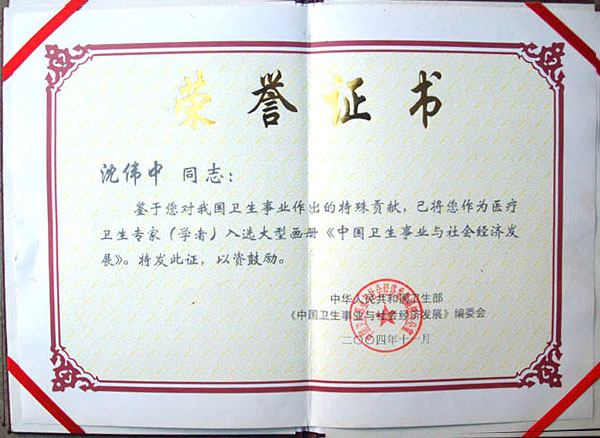 荣誉证书
沈伟中 同志：
鉴于您对我国卫生事业作出的特殊贡献，已将您作为医疗
卫生专家（学者）入选大型画册《中国卫生事业与社会经济发
展》。特发此证，以资鼓励。
中华人民共和国卫生部
《中国卫生事业与社会经济发展》编委会
二〇〇四年十一月